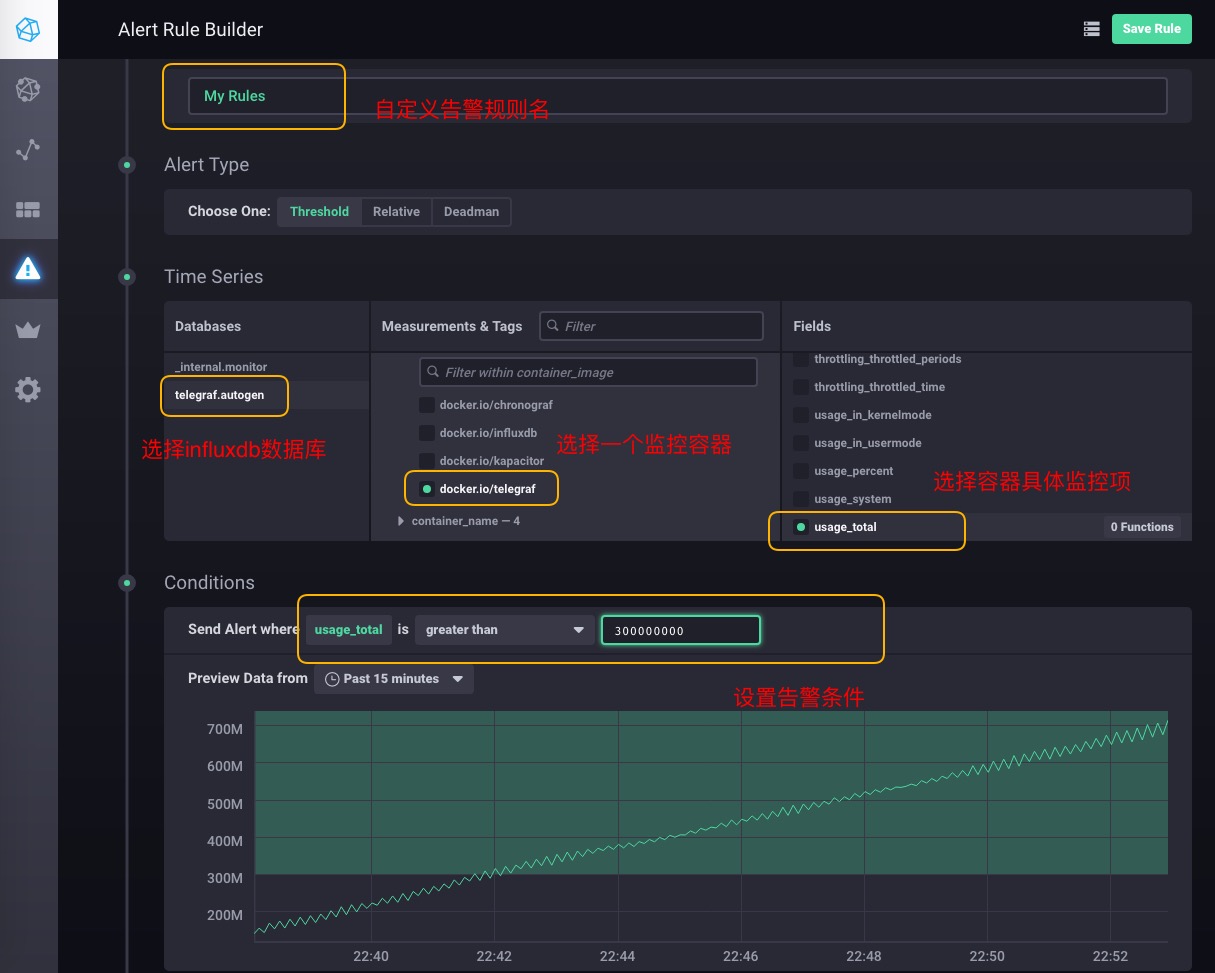 Alert Rule Builder
Save Rule
My Rules
自定义告警规则名
Alert Type
Choose One: Threshold Relative Deadman
Time Series
Databases
_internal.monitor
telegraf.autogen
选择influxdb数据库
Measurements & Tags Filter
Filter within container_image
docker.io/chronograf
docker.io/influxdb
docker.io/kapacitor
docker.io/telegraf
container_name — 4
选择一个监控容器
Fields
throttling_throttled_periods
throttling_throttled_time
usage_in_kernelmode
usage_in_usermode
usage_percent
usage_system
usage_total 0 Functions
选择容器具体监控项
Conditions
Send Alert where usage_total is greater than 300000000
Preview Data from Past 15 minutes
设置告警条件
700M
600M
500M
400M
300M
200M
22:40 22:42 22:44 22:46 22:48 22:50 22:52